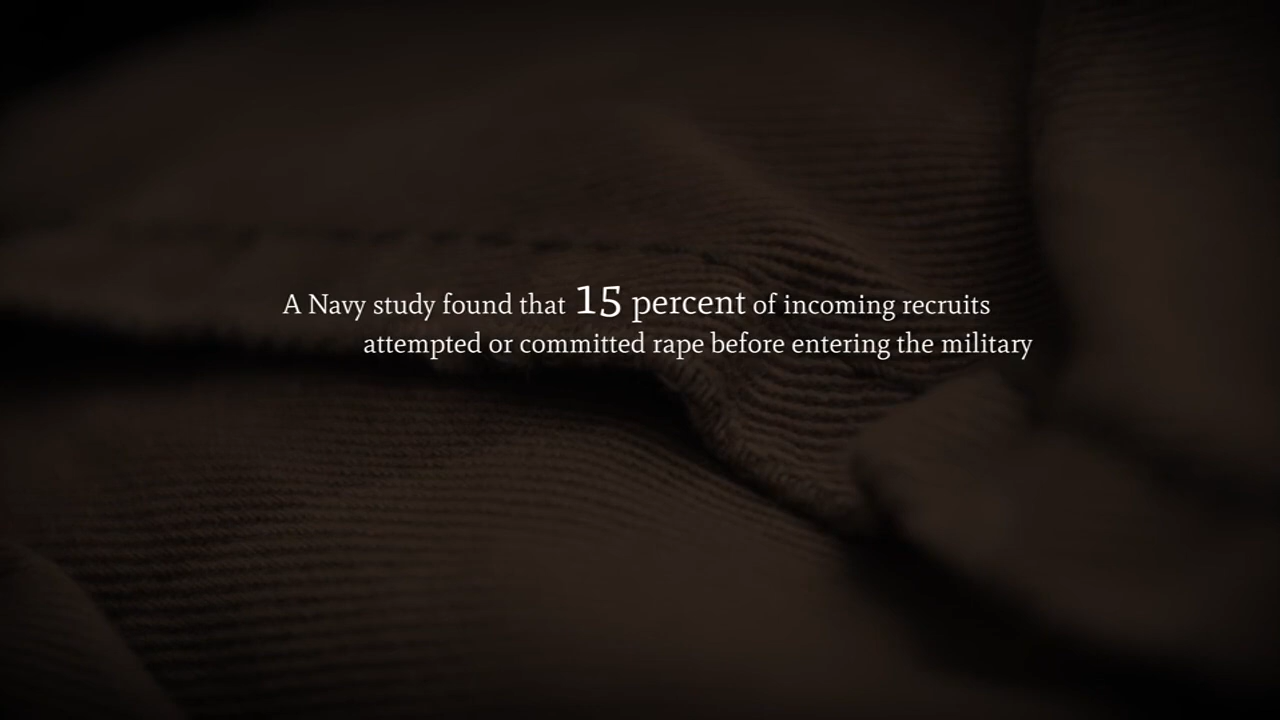 A Navy study found that 15 percent of incoming recruits
attempted or committed rape before entering the military